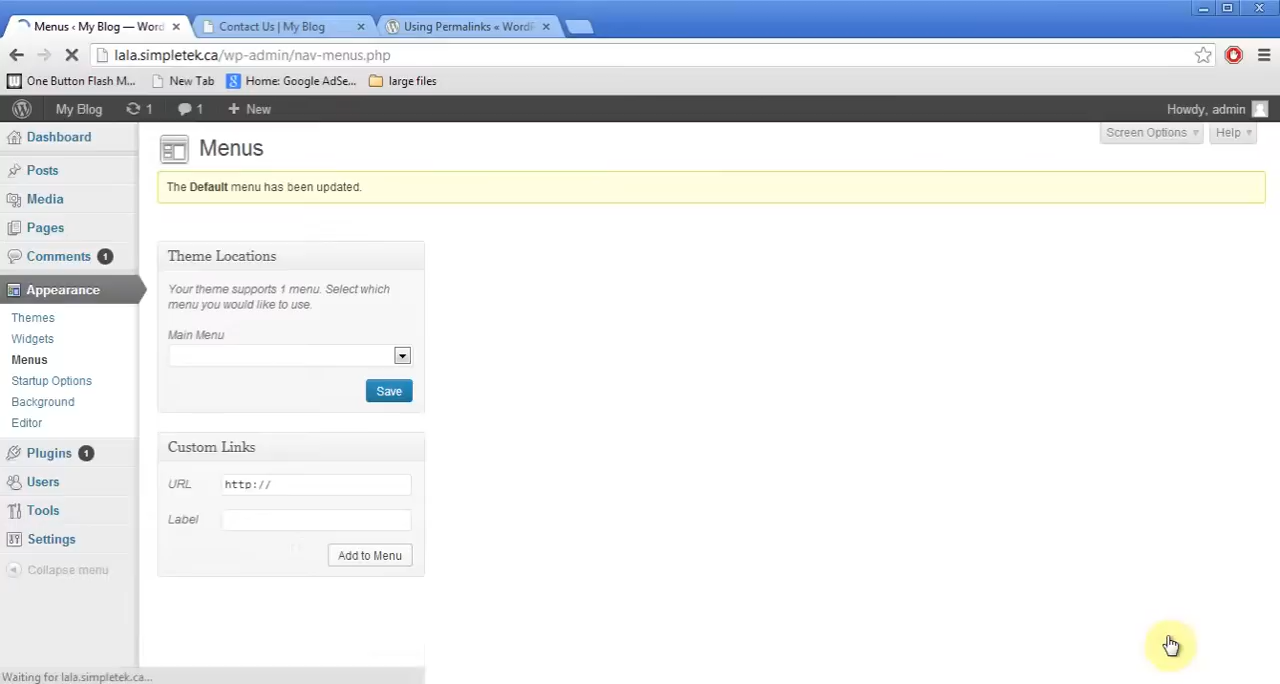 Menus ‹ My Blog — Word
Contact Us | My Blog
Using Permalinks « WordP
lala.simpletek.ca/wp-admin/nav-menus.php
One Button Flash M...
New Tab
Home: Google AdSe...
large files
My Blog
1
1
+ New
Howdy, admin
Dashboard
Posts
Media
Pages
Comments 1
Appearance
Themes
Widgets
Menus
Startup Options
Background
Editor
Plugins 1
Users
Tools
Settings
Collapse menu
Screen Options
Help
Menus
The Default menu has been updated.
Theme Locations
Your theme supports 1 menu. Select which
menu you would like to use.
Main Menu
Save
Custom Links
URL
http://
Label
Add to Menu
Waiting for lala.simpletek.ca...